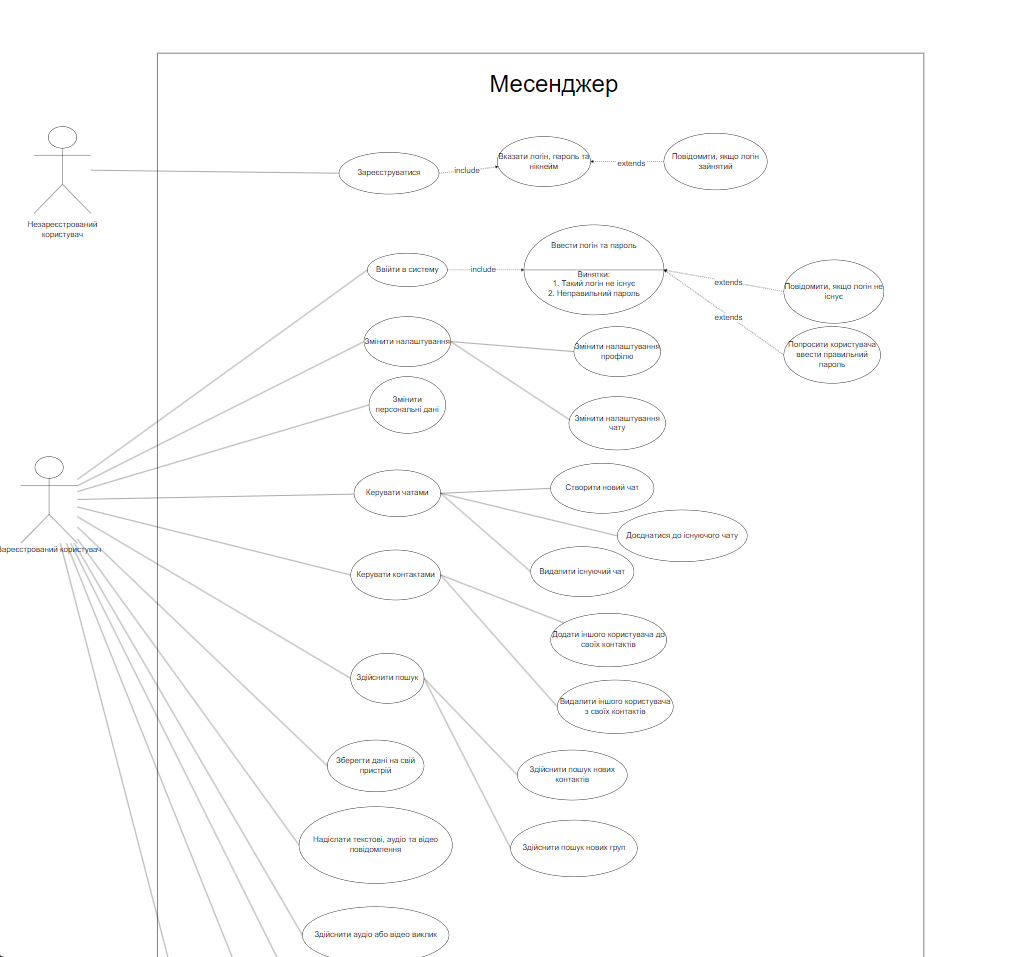 Месенджер
Незареєстрований
користувач
Зареєструватися
include
Вказати логін, пароль та
нікнейм
extends
Повідомити, якщо логін
зайнятий
Ввійти в систему
include
Ввести логін та пароль
Винятки:
1. Такий логін не існує
2. Неправильний пароль
extends
extends
Повідомити, якщо логін не
існує
Попросити користувача
ввести правильний
пароль
Змінити налаштування
Змінити налаштування
профілю
Змінити налаштування
чату
Змінити
персональні дані
Зареєстрований користувач
Керувати чатами
Створити новий чат
Доєднатися до існуючого чату
Видалити існуючий чат
Керувати контактами
Додати іншого користувача до
своїх контактів
Видалити іншого користувача
з своїх контактів
Здійснити пошук
Здійснити пошук нових
контактів
Здійснити пошук нових груп
Зберегти дані на свій
пристрій
Надіслати текстові, аудіо та відео
повідомлення
Здійснити аудіо або відео виклик